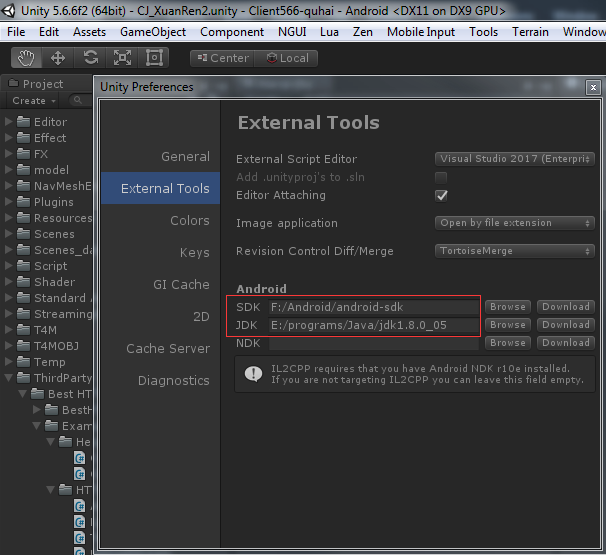 Unity 5.6.6f2 (64bit) - CJ_XuanRen2.unity - Client566-quhai - Android <DX11 on DX9 GPU>
File Edit Assets GameObject Component NGUI Lua Zen Mobile Input Tools Terrain Window
Center Local
Project
Create
Unity Preferences
x
Editor
Effect
FX
model
NavMeshE
Plugins
Resources
Scenes
Scenes_da
Script
Shader
Standard A
Streaming
T4M
T4MOBJ
Temp
ThirdParty
Best HT
BestH
Exam
He
HT
General
External Tools
Colors
Keys
GI Cache
2D
Cache Server
Diagnostics
External Tools
External Script Editor Visual Studio 2017 (Enterpri
Add .unityproj's to .sln
Editor Attaching
Image application Open by file extension
Revision Control Diff/Merge TortoiseMerge
Android
SDK F:/Android/android-sdk Browse Download
JDK E:/programs/Java/jdk1.8.0_05 Browse Download
NDK Browse Download
IL2CPP requires that you have Android NDK r10e installed.
If you are not targeting IL2CPP you can leave this field empty.